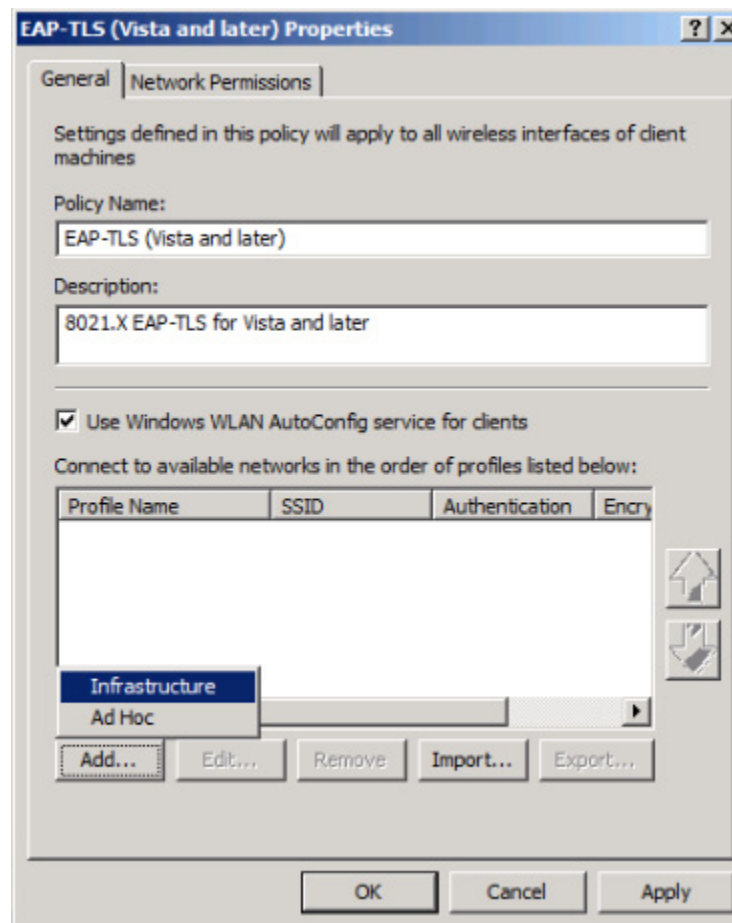 EAP-TLS (Vista and later) Properties
General
Network Permissions
Settings defined in this policy will apply to all wireless interfaces of client
machines
Policy Name:
EAP-TLS (Vista and later)
Description:
8021.X EAP-TLS for Vista and later
Use Windows WLAN AutoConfig service for clients
Connect to available networks in the order of profiles listed below:
Profile Name SSID Authentication Encry
Infrastructure
Ad Hoc
Add... Edit... Remove Import... Export...
OK Cancel Apply